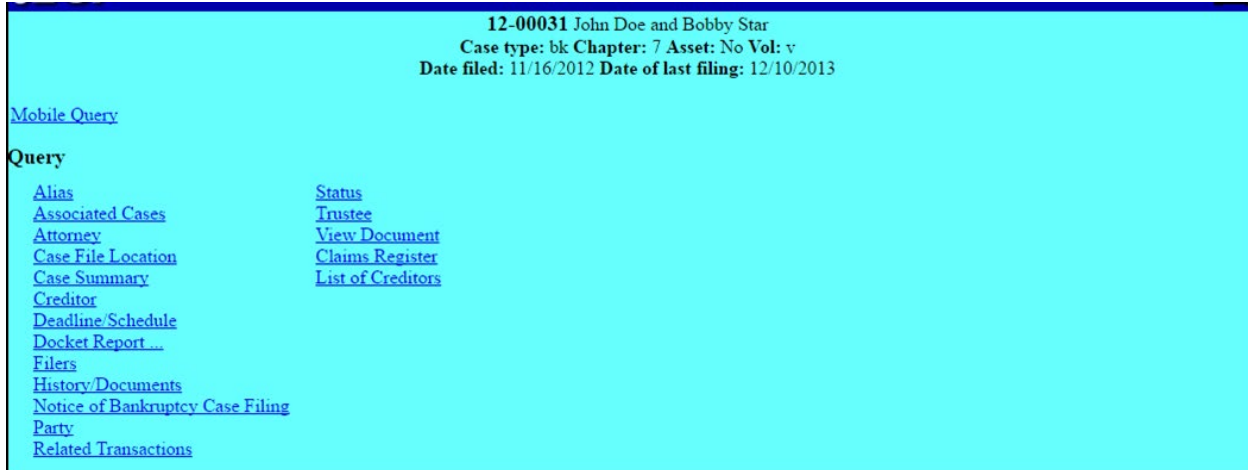 12-00031 John Doe and Bobby Star
Case type: bk Chapter: 7 Asset: No Vol: v
Date filed: 11/16/2012 Date of last filing: 12/10/2013
Mobile Query
Query
Alias
Associated Cases
Attorney
Case File Location
Case Summary
Creditor
Deadline/Schedule
Docket Report ...
Filers
History/Documents
Notice of Bankruptcy Case Filing
Party
Related Transactions
Status
Trustee
View Document
Claims Register
List of Creditors